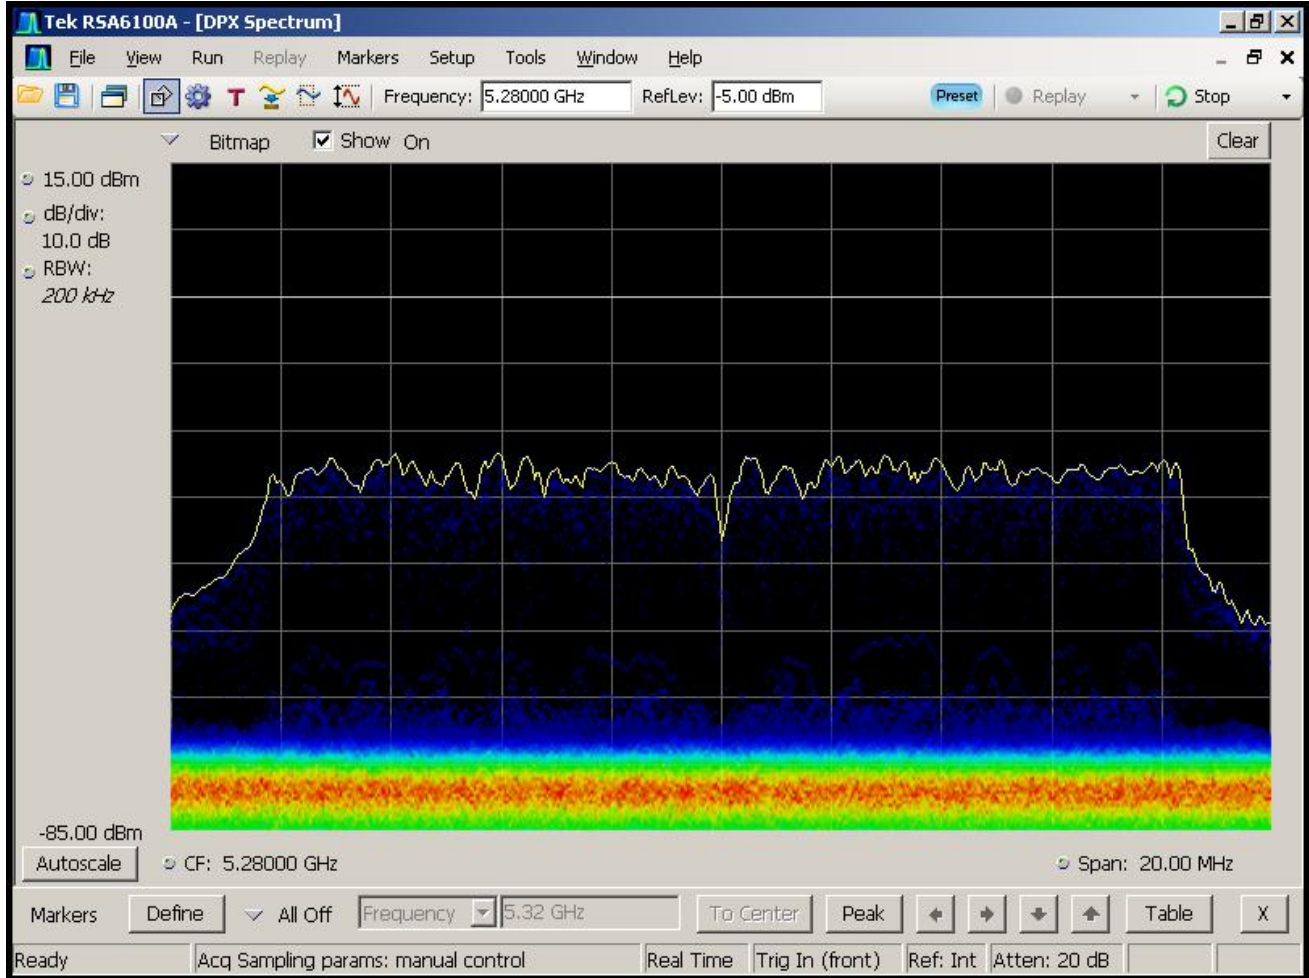 Tek RSA6100A - [DPX Spectrum]
File View Run Replay Markers Setup Tools Window Help
T Frequency: 5.28000 GHz RefLev: -5.00 dBm Preset Replay Stop
Bitmap Show On Clear
15.00 dBm
dB/div:
10.0 dB
RBW:
200 kHz
-85.00 dBm
Autoscale CF: 5.28000 GHz Span: 20.00 MHz
Markers Define All Off Frequency 5.32 GHz To Center Peak Table X
Ready Acq Sampling params: manual control Real Time Trig In (front) Ref: Int Atten: 20 dB